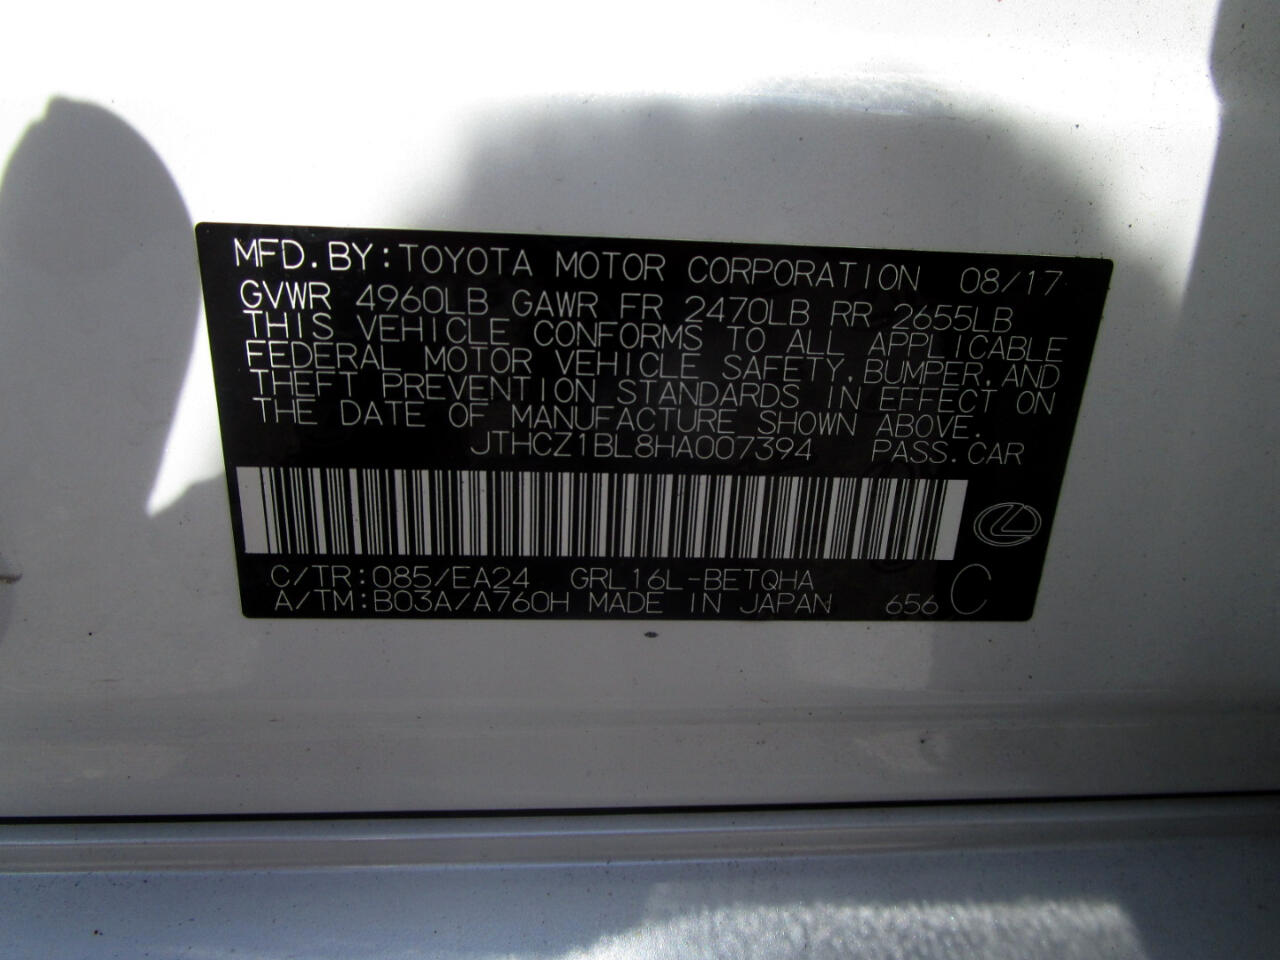 MFD.BY:TOYOTA MOTOR CORPORATION 08/17
GVWR 4960LB GAWR FR 2470LB RR 2655LB
THIS VEHICLE CONFORMS TO ALL APPLICABLE
FEDERAL MOTOR VEHICLE SAFETY,BUMPER,AND
THEFT PREVENTION STANDARDS IN EFFECT ON
THE DATE OF MANUFACTURE SHOWN ABOVE.
JTHCZ1BL8HA007394 PASS.CAR
C/TR:085/EA24 GRL16L-BETQHA
A/TM:B03A/A760H MADE IN JAPAN 656 C